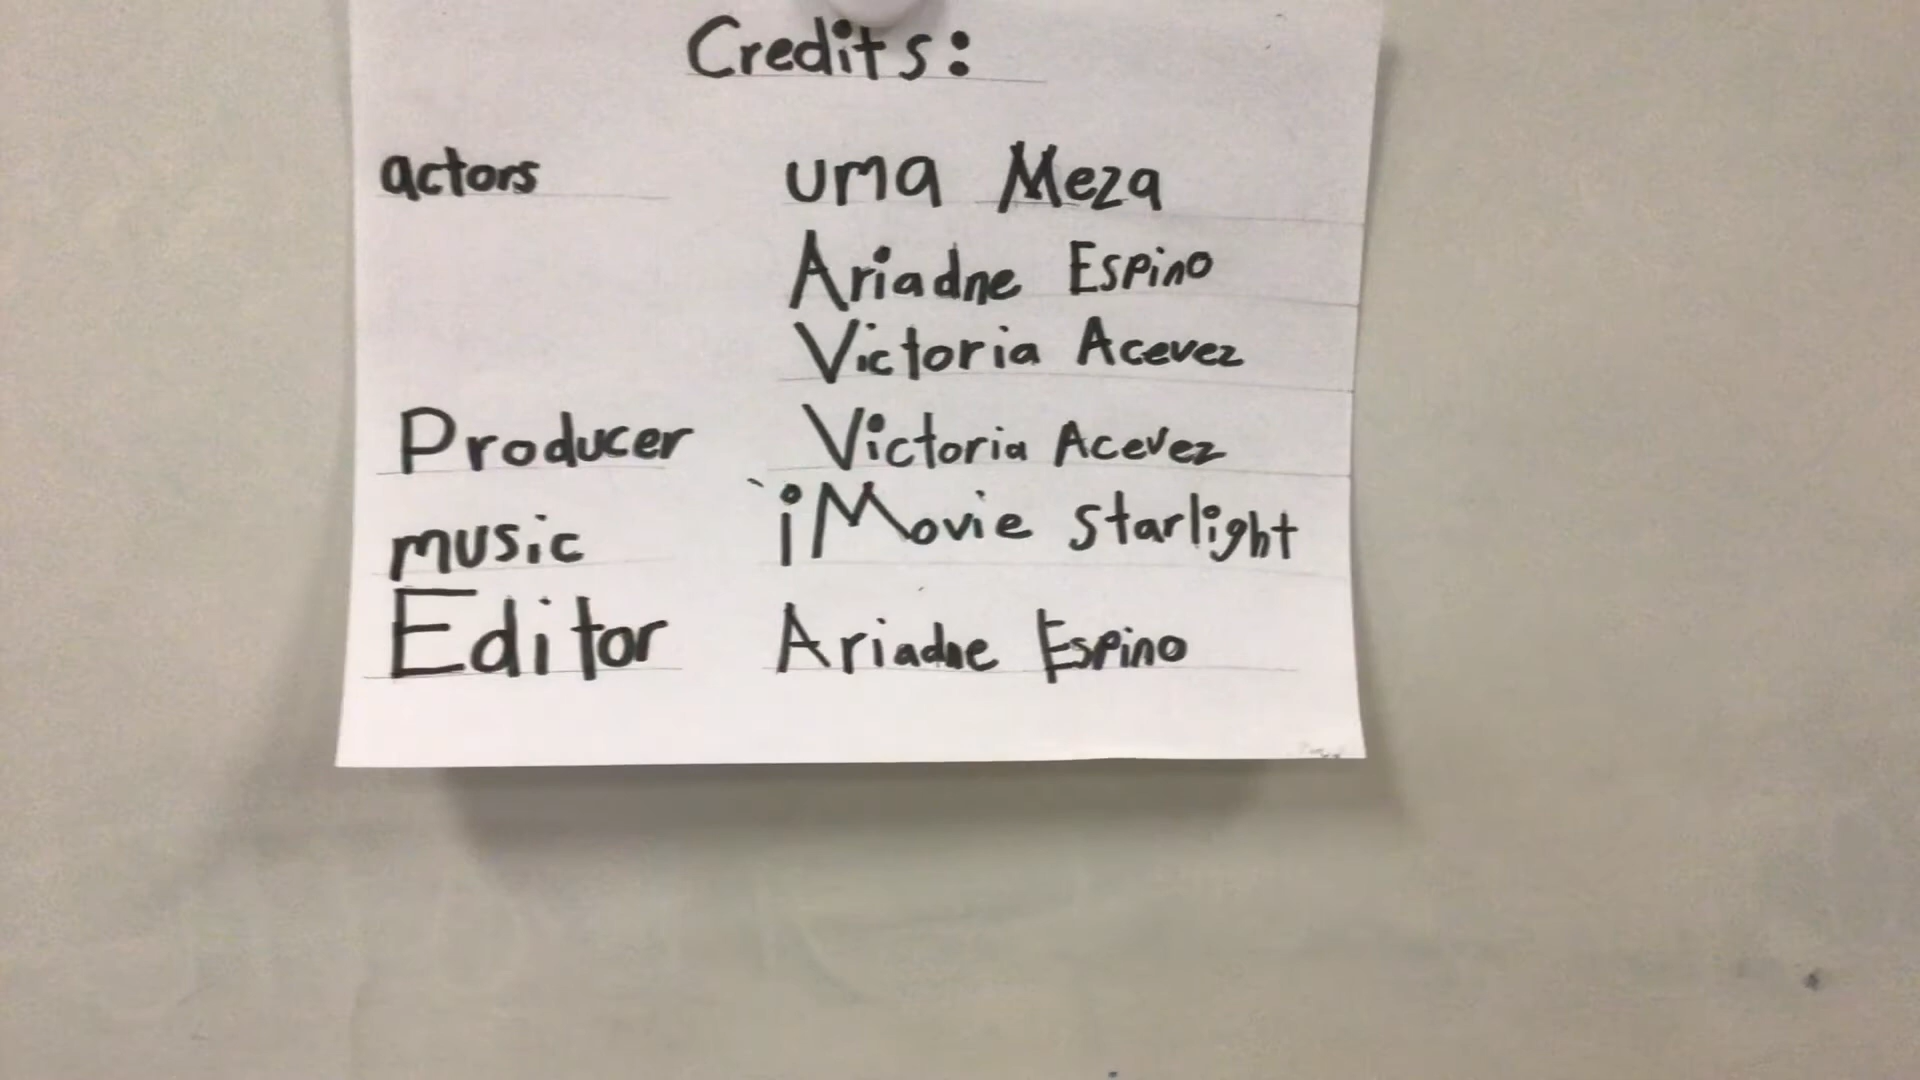 Credits:
actors uma Meza
Ariadne Espino
Victoria Acevez
Producer Victoria Acevez
music iMovie starlight
Editor Ariadne Espino